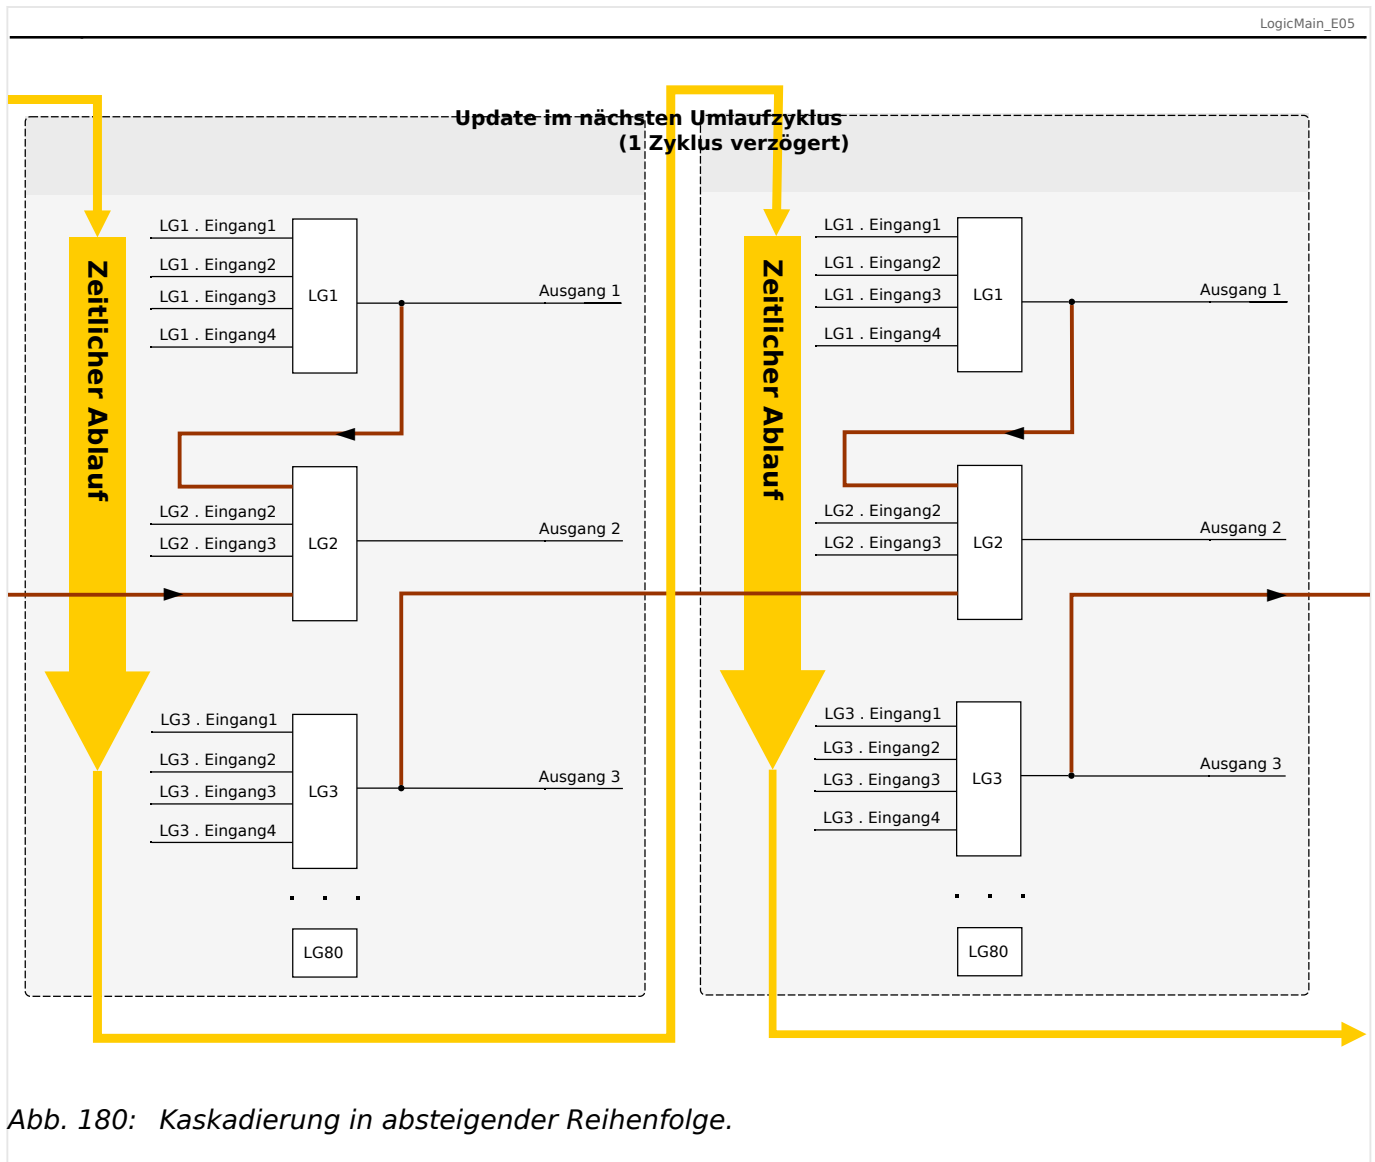 LogicMain_E05
Update im nächsten Umlaufzyklus
(1 Zyklus verzögert)
Zeitlicher Ablauf
LG1 . Eingang1
LG1 . Eingang2
LG1 . Eingang3
LG1 . Eingang4
LG1
Ausgang 1
LG2 . Eingang2
LG2 . Eingang3
LG2
Ausgang 2
LG3 . Eingang1
LG3 . Eingang2
LG3 . Eingang3
LG3 . Eingang4
LG3
Ausgang 3
. . .
LG80
Zeitlicher Ablauf
LG1 . Eingang1
LG1 . Eingang2
LG1 . Eingang3
LG1 . Eingang4
LG1
Ausgang 1
LG2 . Eingang2
LG2 . Eingang3
LG2
Ausgang 2
LG3 . Eingang1
LG3 . Eingang2
LG3 . Eingang3
LG3 . Eingang4
LG3
Ausgang 3
. . .
LG80
Abb. 180: Kaskadierung in absteigender Reihenfolge.